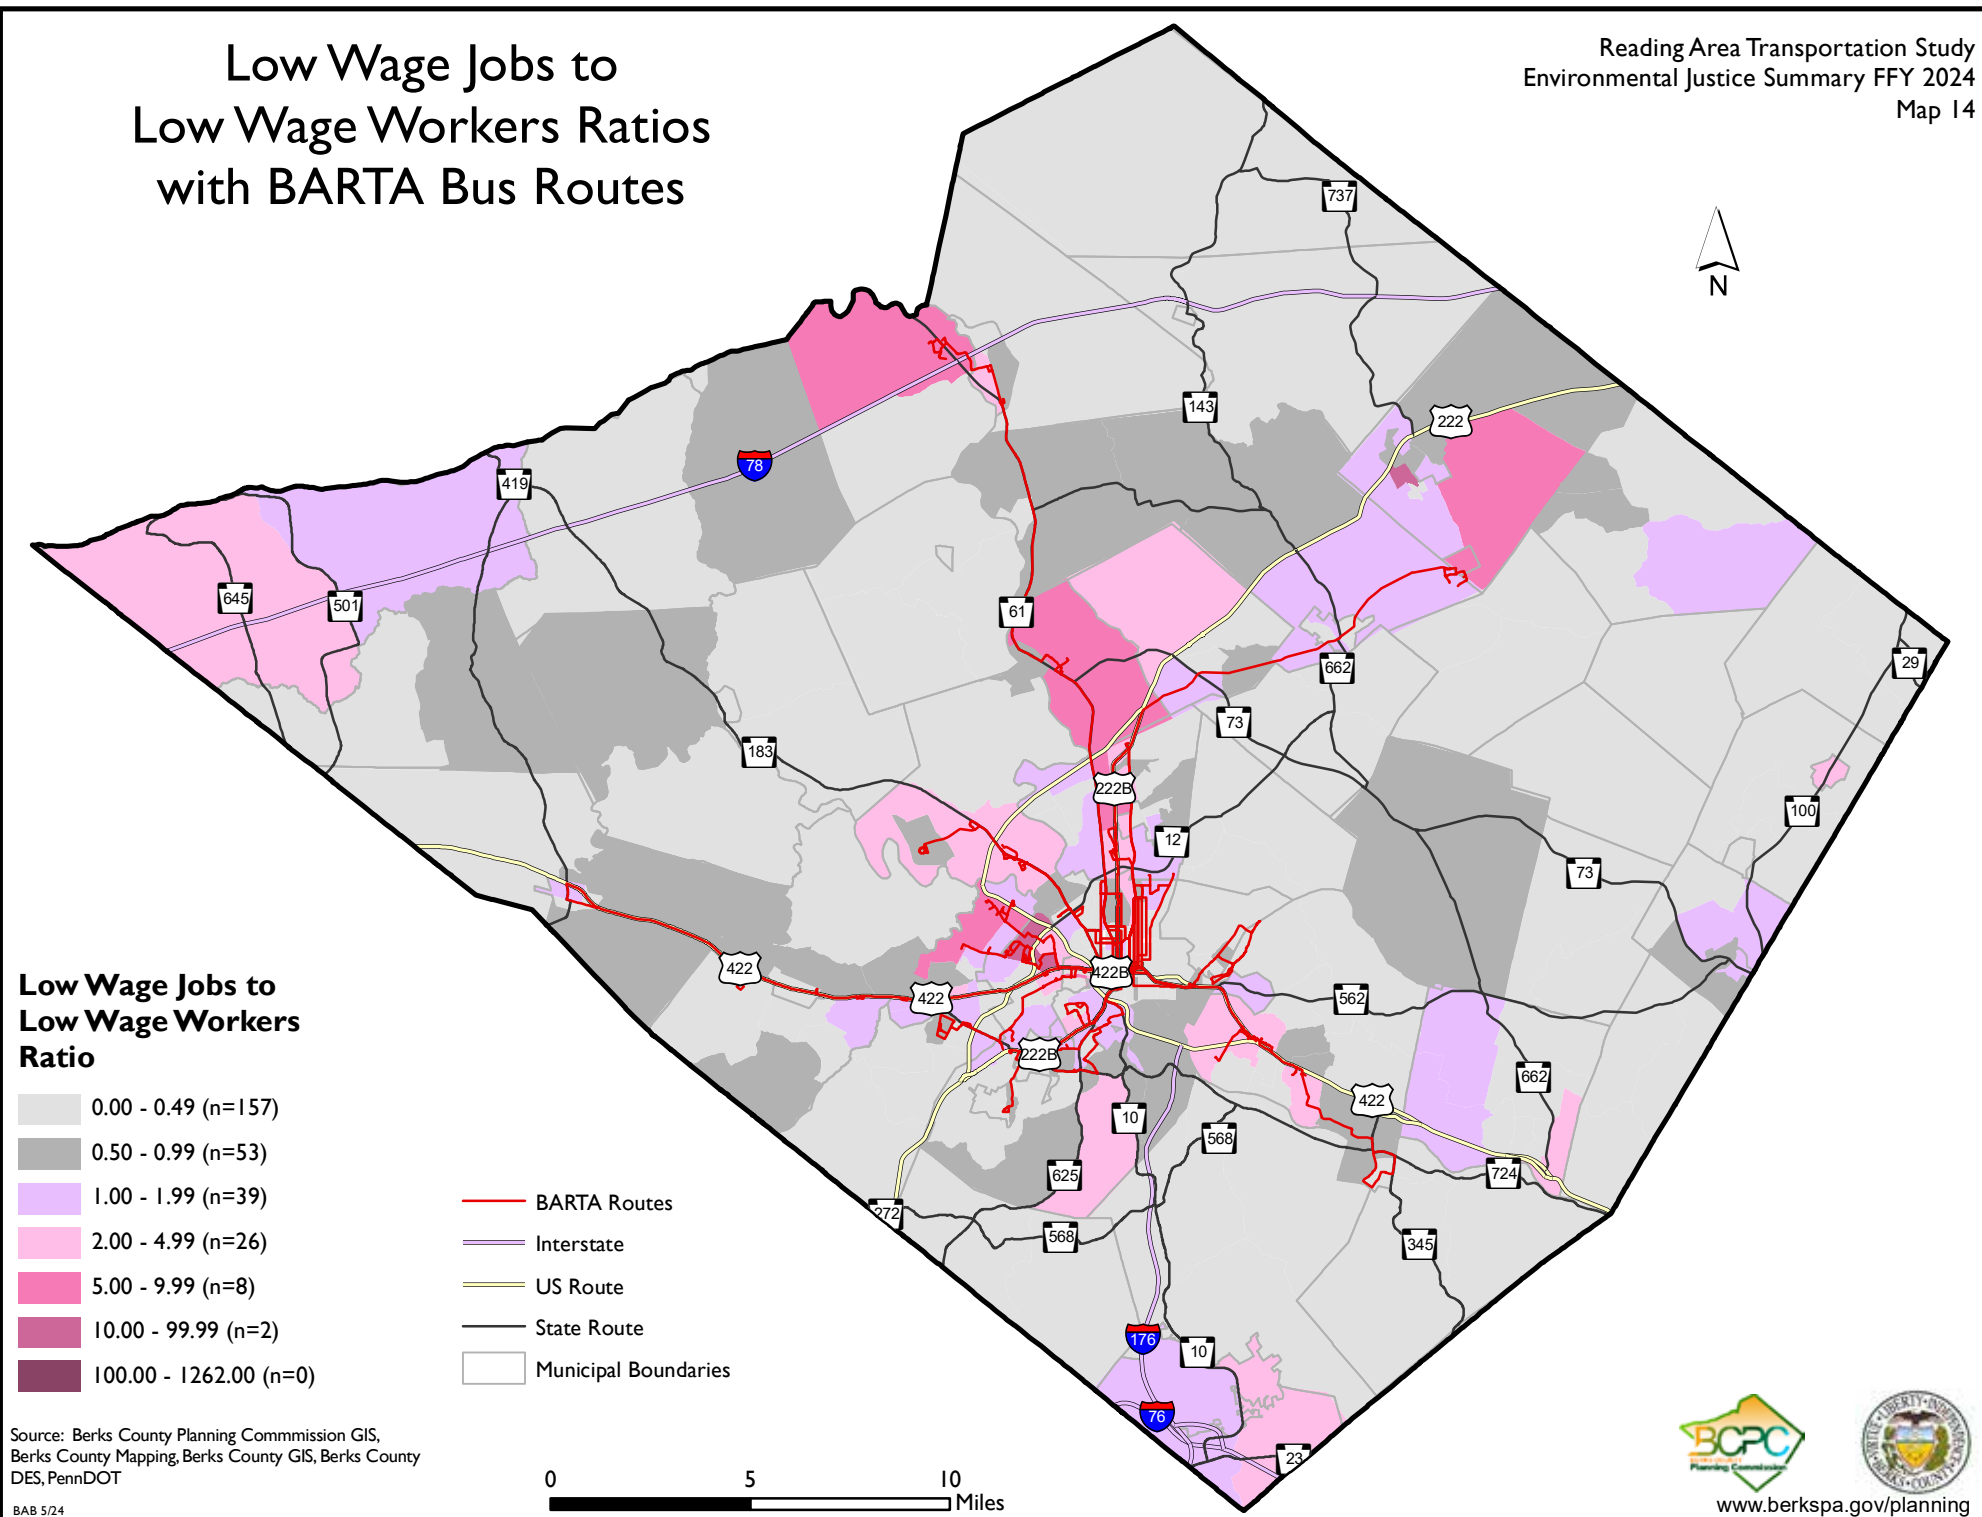 Low Wage Jobs to
Low Wage Workers Ratios
with BARTA Bus Routes
Reading Area Transportation Study
Environmental Justice Summary FFY 2024
Map 14
N
737
143
222
78
419
645
501
61
662
29
73
183
222B
12
100
73
422
422
422B
562
222B
662
422
10
568
625
724
272
568
345
176
10
76
23
Low Wage Jobs to
Low Wage Workers
Ratio
0.00 - 0.49 (n=157)
0.50 - 0.99 (n=53)
1.00 - 1.99 (n=39)
2.00 - 4.99 (n=26)
5.00 - 9.99 (n=8)
10.00 - 99.99 (n=2)
100.00 - 1262.00 (n=0)
BARTA Routes
Interstate
US Route
State Route
Municipal Boundaries
Source: Berks County Planning Commmission GIS,
Berks County Mapping, Berks County GIS, Berks County
DES, PennDOT
BAB 5/24
0 5 10
Miles
BCPC
Planning Commission
www.berkspa.gov/planning